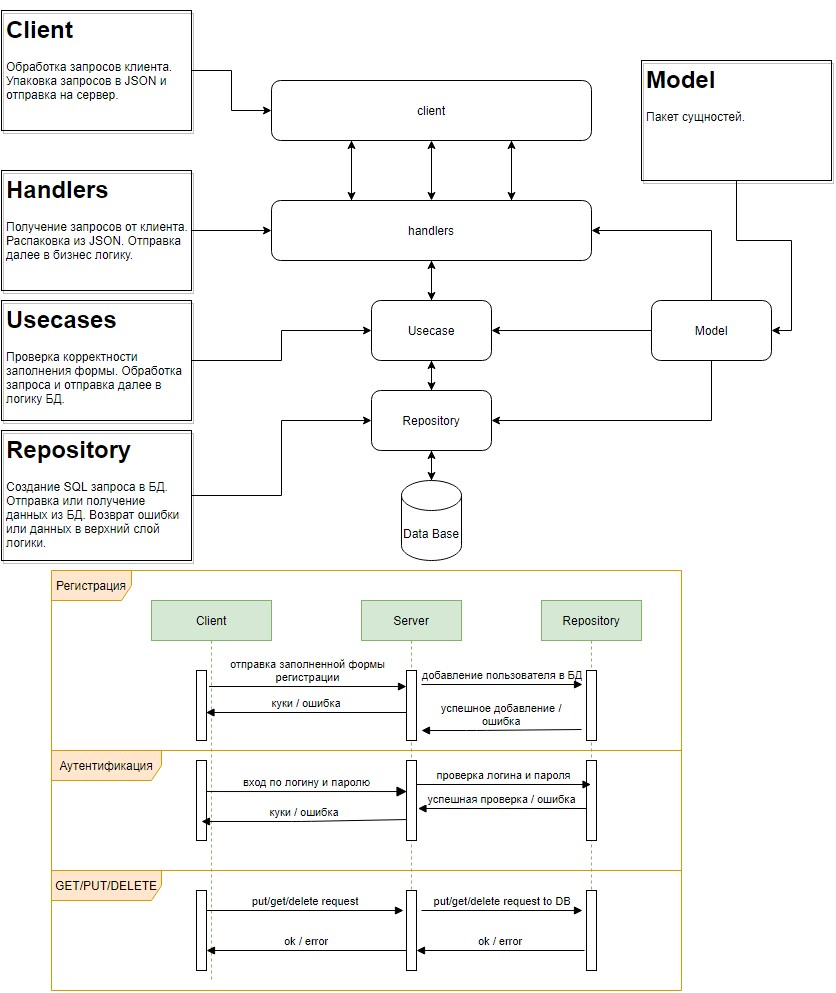 Client
Обработка запросов клиента.
Упаковка запросов в JSON и
отправка на сервер.
client
Model
Пакет сущностей.
Handlers
Получение запросов от клиента.
Распаковка из JSON. Отправка
далее в бизнес логику.
handlers
Usecases
Проверка корректности
заполнения формы. Обработка
запроса и отправка далее в
логику БД.
Usecase
Model
Repository
Создание SQL запроса в БД.
Отправка или получение
данных из БД. Возврат ошибки
или данных в верхний слой
логики.
Repository
Data Base
Регистрация
Client
Server
Repository
отправка заполненной формы
регистрации
добавление пользователя в БД
куки / ошибка
успешное добавление /
ошибка
Аутентификация
вход по логину и паролю
проверка логина и пароля
куки / ошибка
успешная проверка / ошибка
GET/PUT/DELETE
put/get/delete request
put/get/delete request to DB
ok / error
ok / error